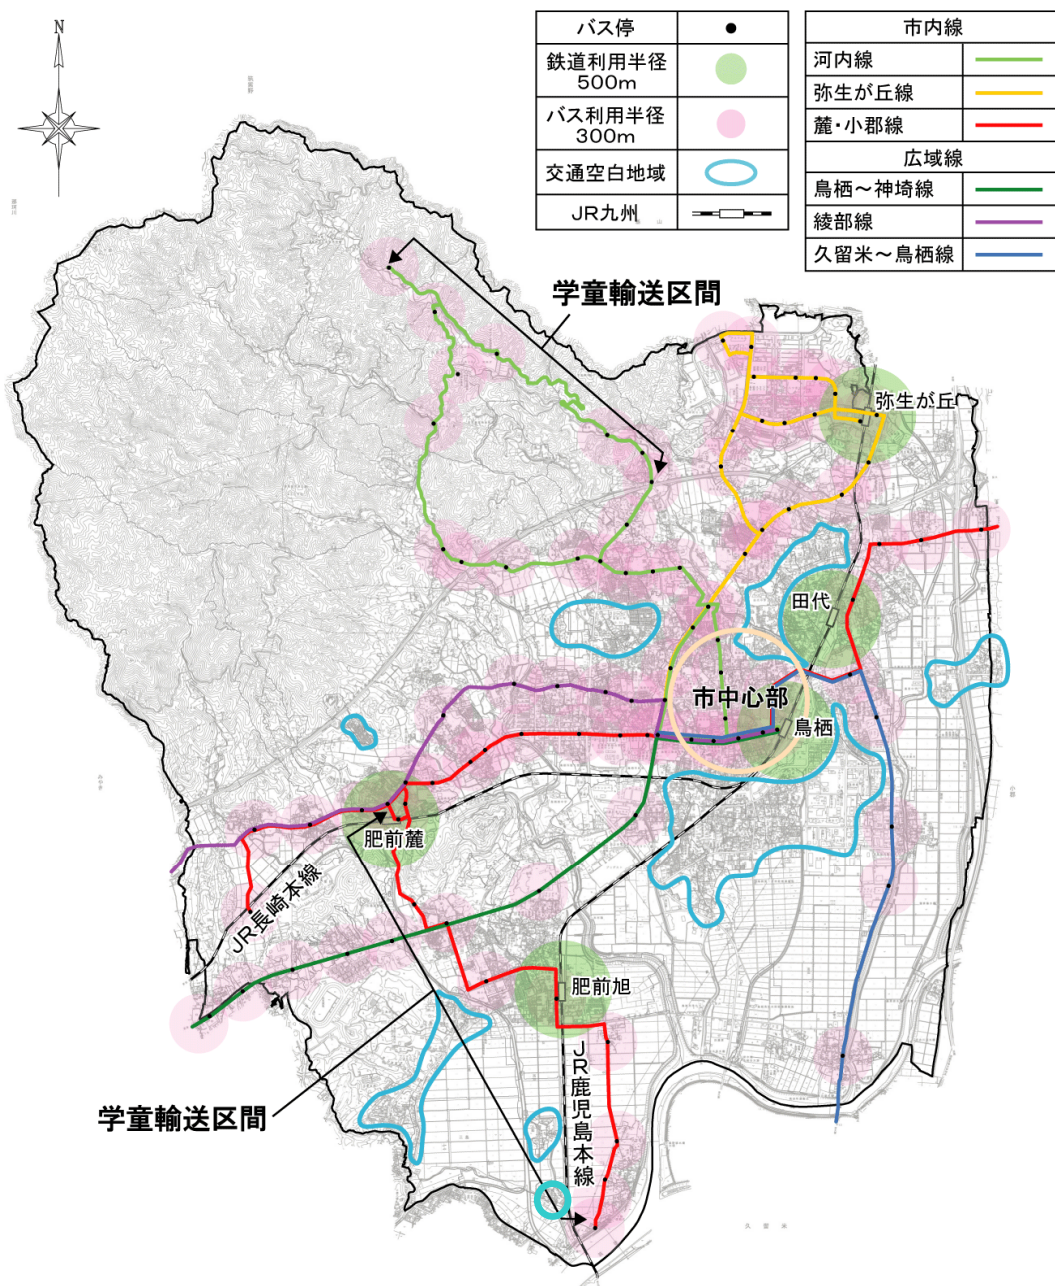 N
バス停
鉄道利用半径
500m
バス利用半径
300m
交通空白地域
JR九州
市内線
河内線
弥生が丘線
麓・小郡線
広域線
鳥栖～神埼線
綾部線
久留米～鳥栖線
学童輸送区間
弥生が丘
田代
市中心部
鳥栖
肥前麓
JR長崎本線
肥前旭
JR鹿児島本線
学童輸送区間
久留米